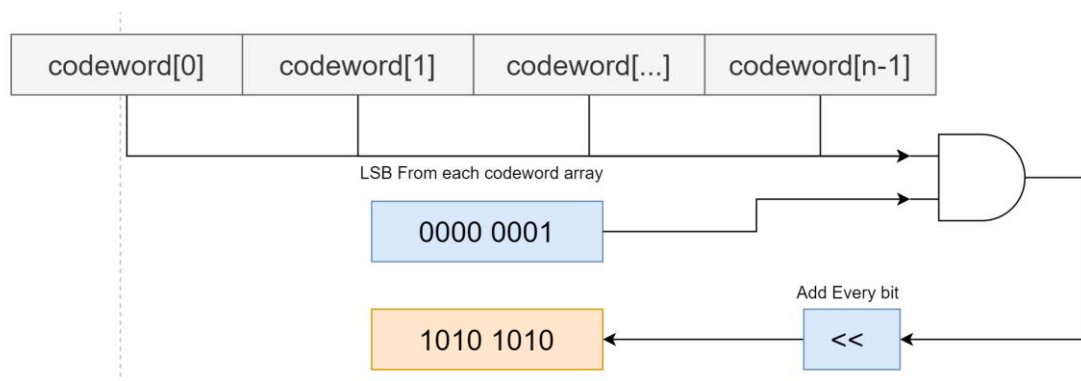 codeword[0] codeword[1] codeword[...] codeword[n-1]
LSB From each codeword array
0000 0001
Add Every bit
1010 1010 <<